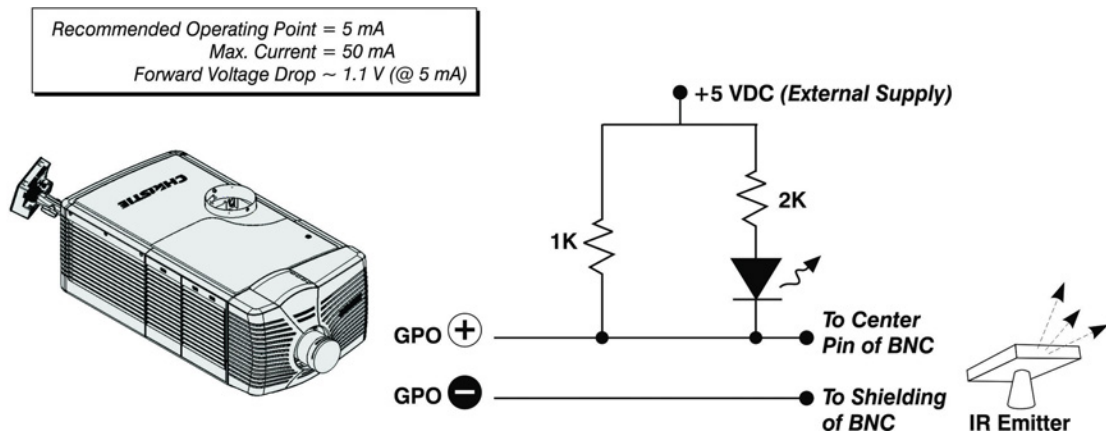 Recommended Operating Point = 5 mA
Max. Current = 50 mA
Forward Voltage Drop ~ 1.1 V (@ 5 mA)
+5 VDC (External Supply)
CHRISTIE
2K
1K
GPO +
To Center
Pin of BNC
GPO −
To Shielding
of BNC
IR Emitter